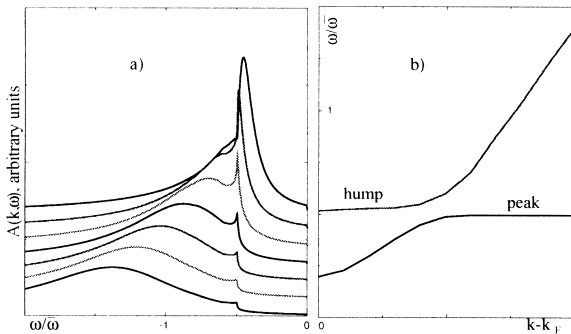 a)
A(k,ω), arbitrary units
ω/ω̅
-1
0
b)
ω/ω̅
1
hump
peak
0
k-k_F